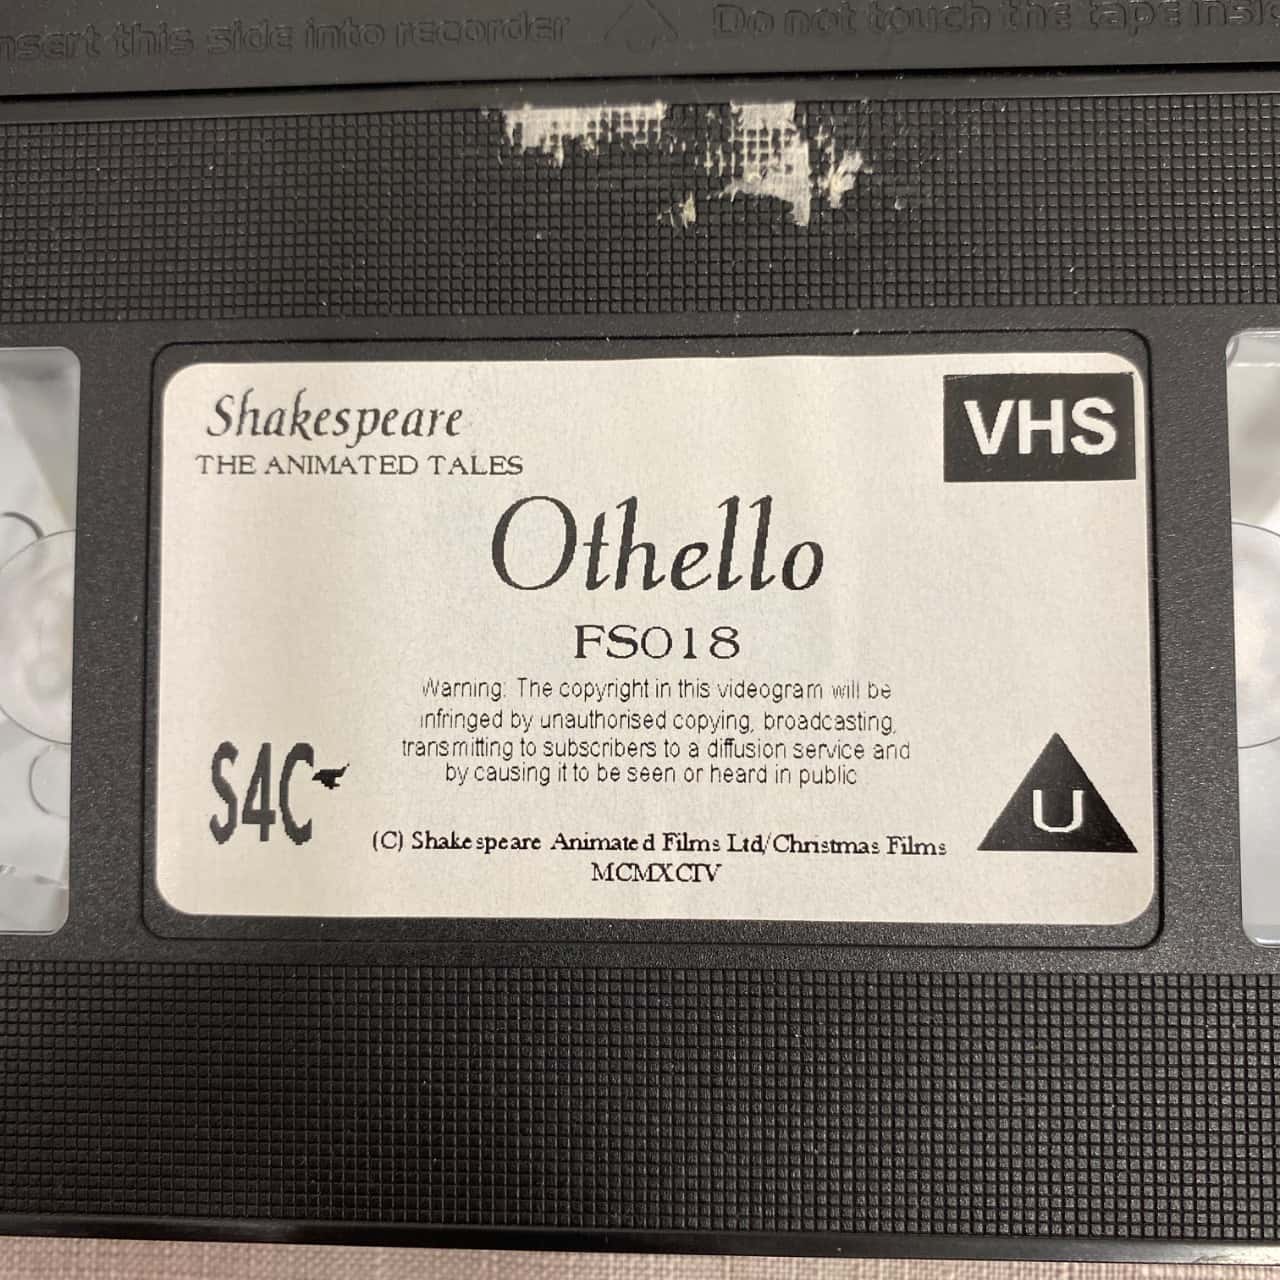 nsert this side into recorder
Do not touch the tape insi
Shakespeare
THE ANIMATED TALES
VHS
Othello
FS018
Warning: The copyright in this videogram will be
infringed by unauthorised copying, broadcasting,
transmitting to subscribers to a diffusion service and
by causing it to be seen or heard in public
S4C
U
(C) Shakespeare Animated Films Ltd/Christmas Films
MCMXCIV